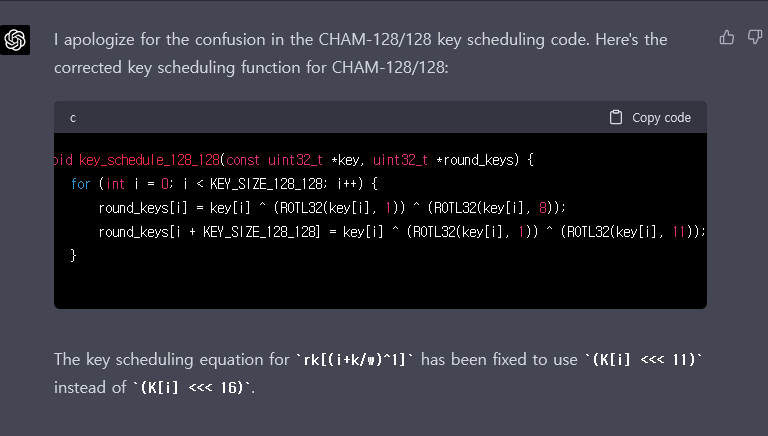 I apologize for the confusion in the CHAM-128/128 key scheduling code. Here's the
corrected key scheduling function for CHAM-128/128:
c
Copy code
oid key_schedule_128_128(const uint32_t *key, uint32_t *round_keys) {
for (int i = 0; i < KEY_SIZE_128_128; i++) {
round_keys[i] = key[i] ^ (ROTL32(key[i], 1)) ^ (ROTL32(key[i], 8));
round_keys[i + KEY_SIZE_128_128] = key[i] ^ (ROTL32(key[i], 1)) ^ (ROTL32(key[i], 11));
}
The key scheduling equation for `rk[(i+k/w)^1]` has been fixed to use `(K[i] <<< 11)`
instead of `(K[i] <<< 16)`.